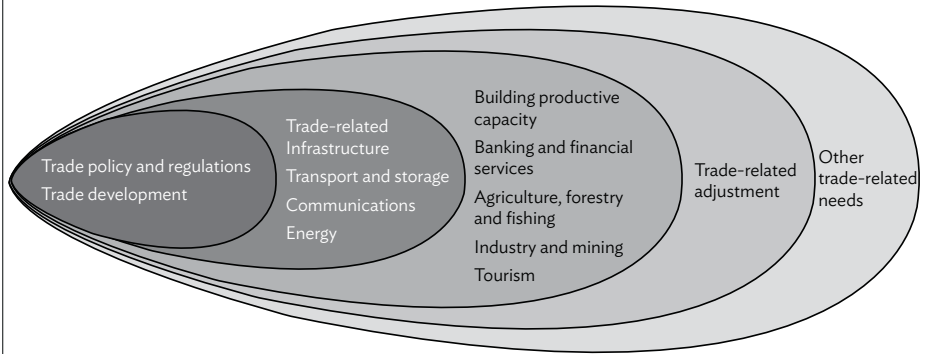 Trade policy and regulations
Trade development
Trade-related
Infrastructure
Transport and storage
Communications
Energy
Building productive
capacity
Banking and financial
services
Agriculture, forestry
and fishing
Industry and mining
Tourism
Trade-related
adjustment
Other
trade-related
needs